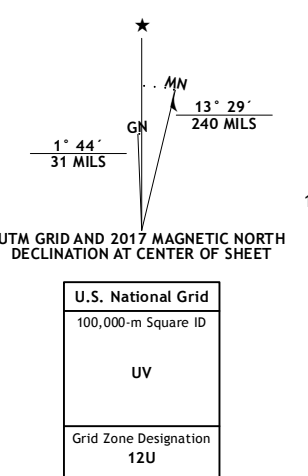 ★
MN
GN
13° 29´
240 MILS
1° 44´
31 MILS
UTM GRID AND 2017 MAGNETIC NORTH
DECLINATION AT CENTER OF SHEET
U.S. National Grid
100,000-m Square ID
UV
Grid Zone Designation
12U